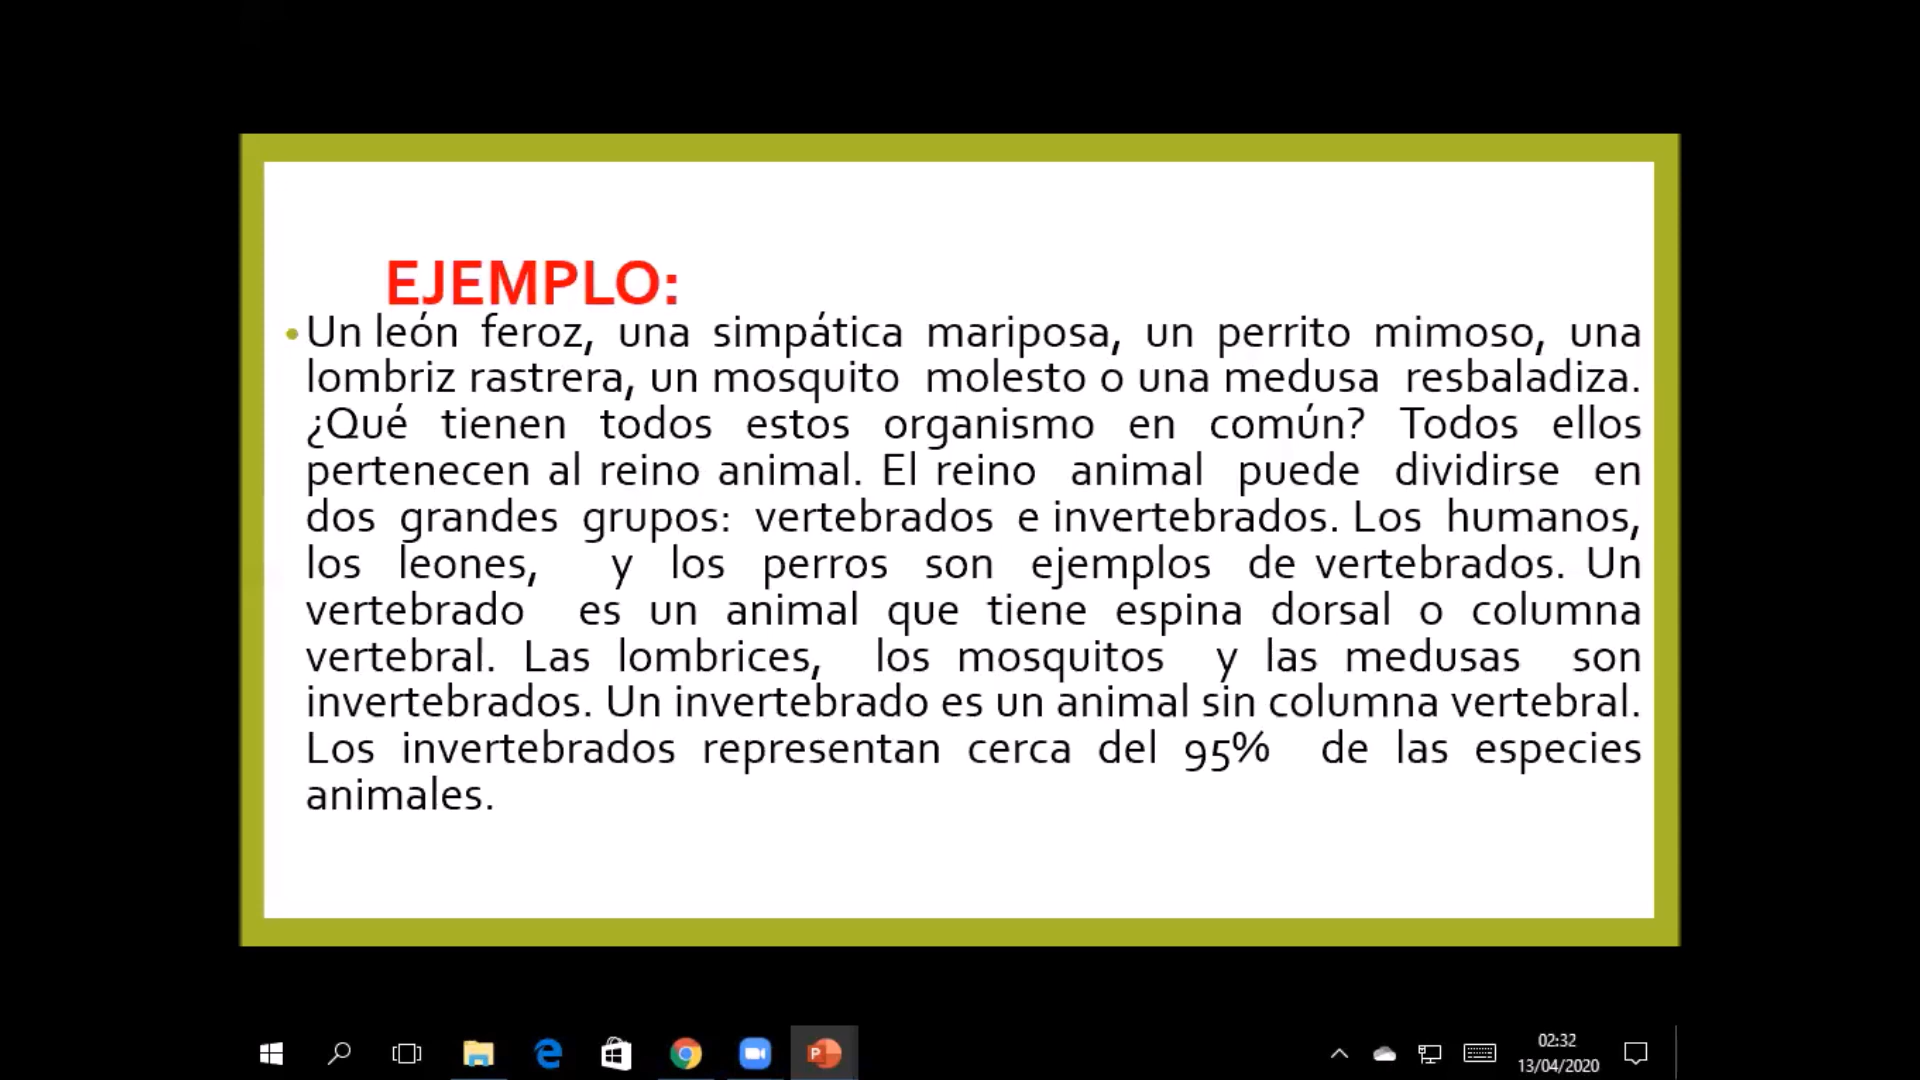 EJEMPLO:
•Un león feroz, una simpática mariposa, un perrito mimoso, una
lombriz rastrera, un mosquito molesto o una medusa resbaladiza.
¿Qué tienen todos estos organismo en común? Todos ellos
pertenecen al reino animal. El reino animal puede dividirse en
dos grandes grupos: vertebrados e invertebrados. Los humanos,
los leones, y los perros son ejemplos de vertebrados. Un
vertebrado es un animal que tiene espina dorsal o columna
vertebral. Las lombrices, los mosquitos y las medusas son
invertebrados. Un invertebrado es un animal sin columna vertebral.
Los invertebrados representan cerca del 95% de las especies
animales.
02:32
13/04/2020